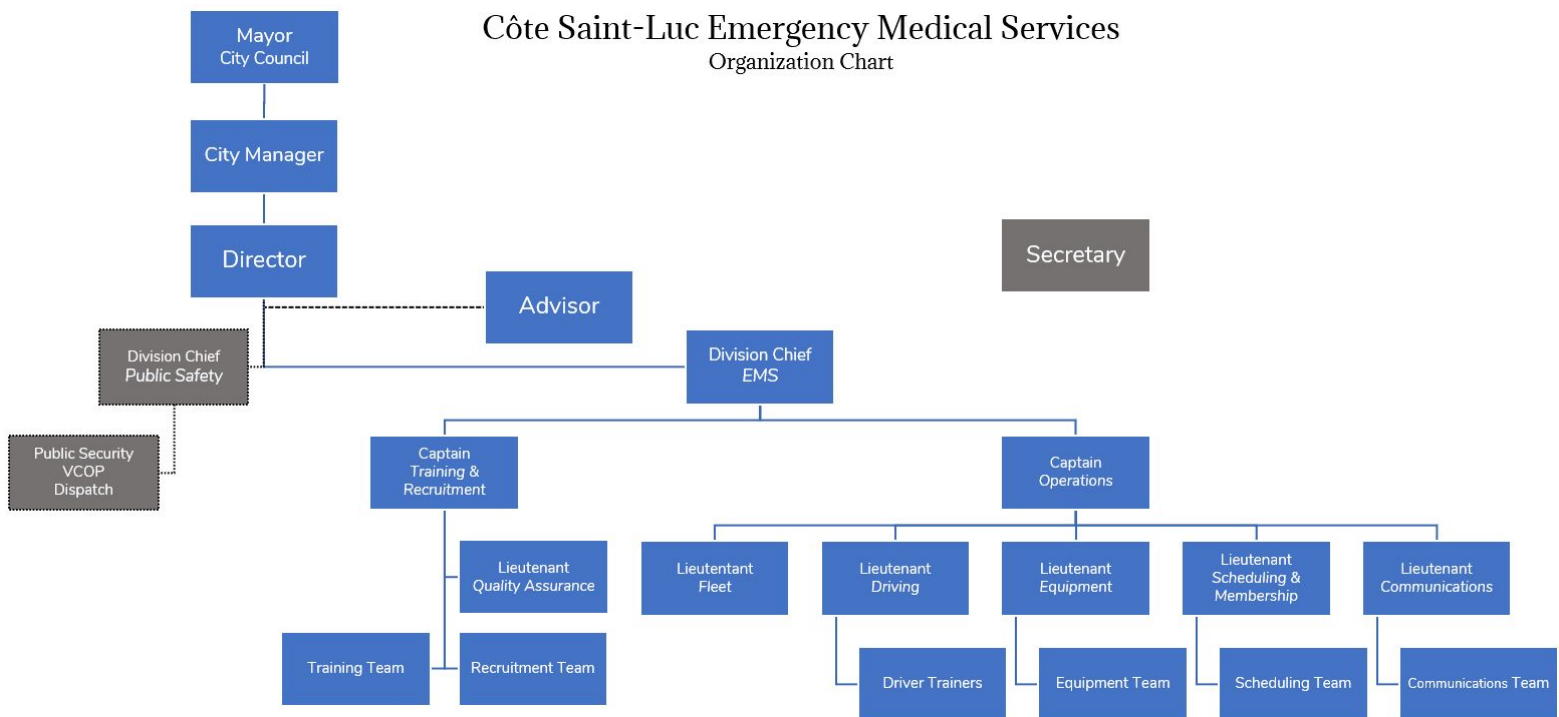 Côte Saint-Luc Emergency Medical Services
Organization Chart
Mayor
City Council
City Manager
Director
Secretary
Advisor
Division Chief
Public Safety
Division Chief
EMS
Public Security
VCOP
Dispatch
Captain
Training &
Recruitment
Captain
Operations
Lieutenant
Quality Assurance
Lieutentant
Fleet
Lieutenant
Driving
Lieutenant
Equipment
Lieutenant
Scheduling &
Membership
Lieutenant
Communications
Training Team
Recruitment Team
Driver Trainers
Equipment Team
Scheduling Team
Communications Team